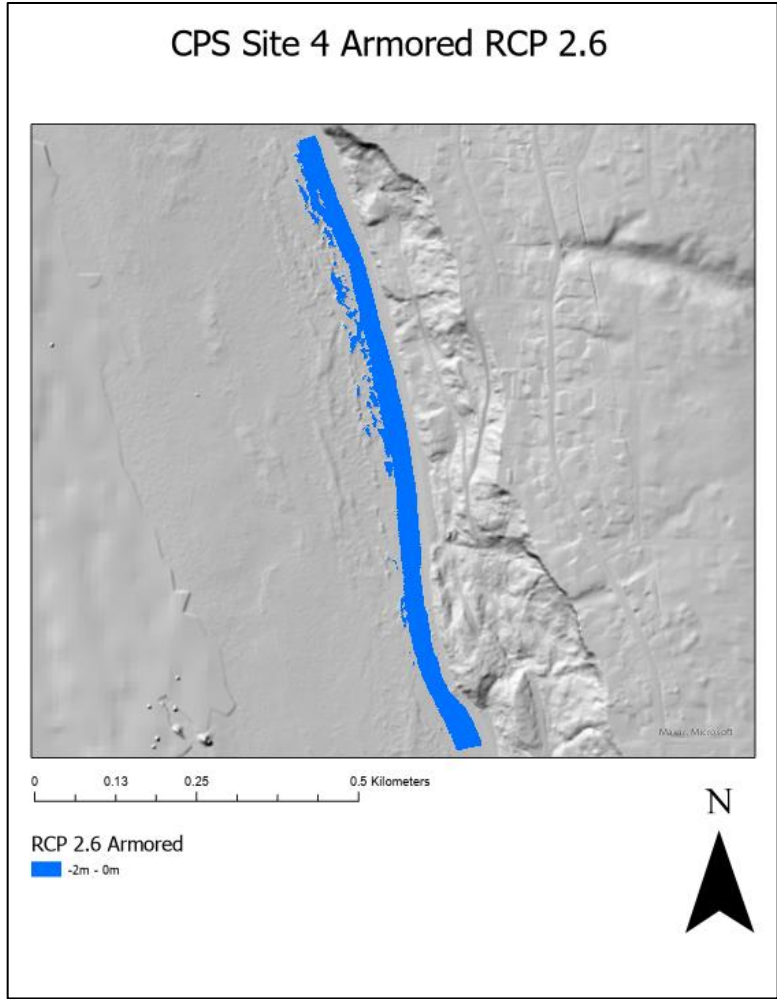 CPS Site 4 Armored RCP 2.6
Maxar, Microsoft
0 0.13 0.25 0.5 Kilometers
N
RCP 2.6 Armored
-2m - 0m